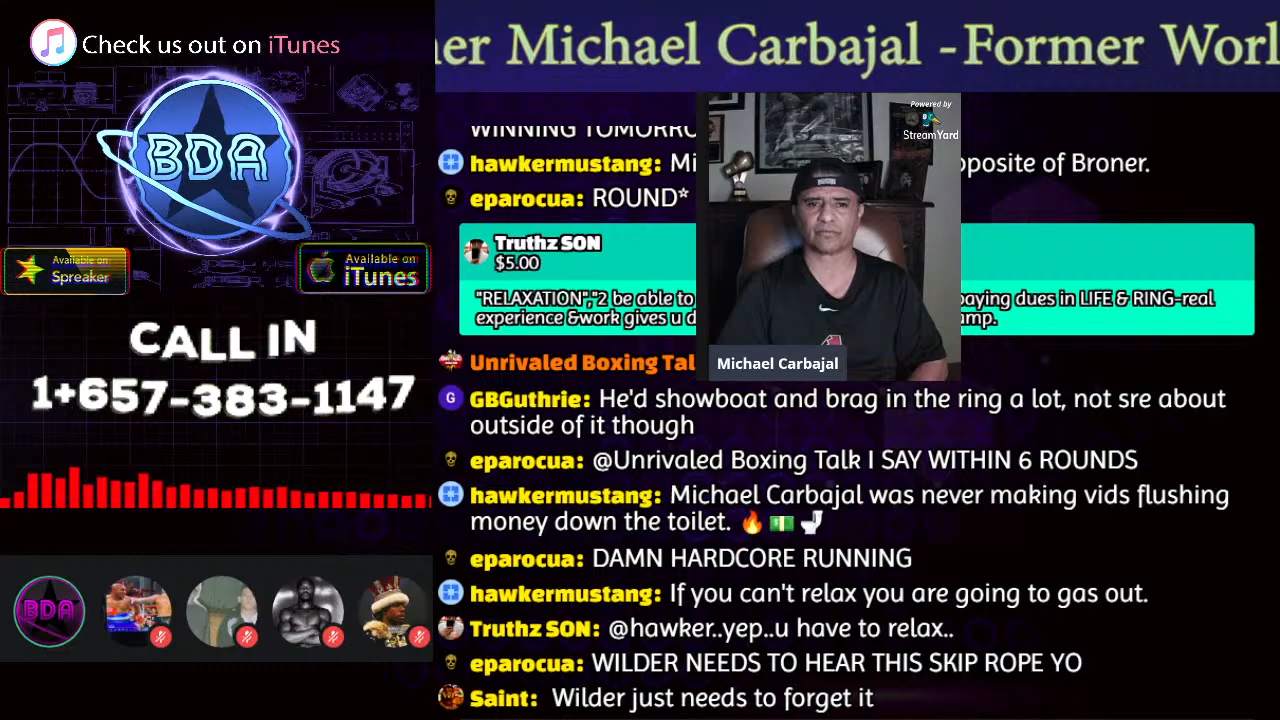 Check us out on iTunes
BDA
Available on
Spreaker
Available on
iTunes
CALL IN
1+657-383-1147
BDA
ner Michael Carbajal -Former Worl
Powered by
StreamYard
WINNING TOMORRO
hawkermustang: Mi pposite of Broner.
eparocua: ROUND*
Truthz SON
$5.00
"RELAXATION","2 be able to paying dues in LIFE & RING-real
experience &work gives u d amp.
Michael Carbajal
Unrivaled Boxing Tal
G GBGuthrie: He'd showboat and brag in the ring a lot, not sre about
outside of it though
eparocua: @Unrivaled Boxing Talk I SAY WITHIN 6 ROUNDS
hawkermustang: Michael Carbajal was never making vids flushing
money down the toilet. 🔥 💵 🚽
eparocua: DAMN HARDCORE RUNNING
hawkermustang: If you can't relax you are going to gas out.
Truthz SON: @hawker..yep..u have to relax..
eparocua: WILDER NEEDS TO HEAR THIS SKIP ROPE YO
Saint: Wilder just needs to forget it